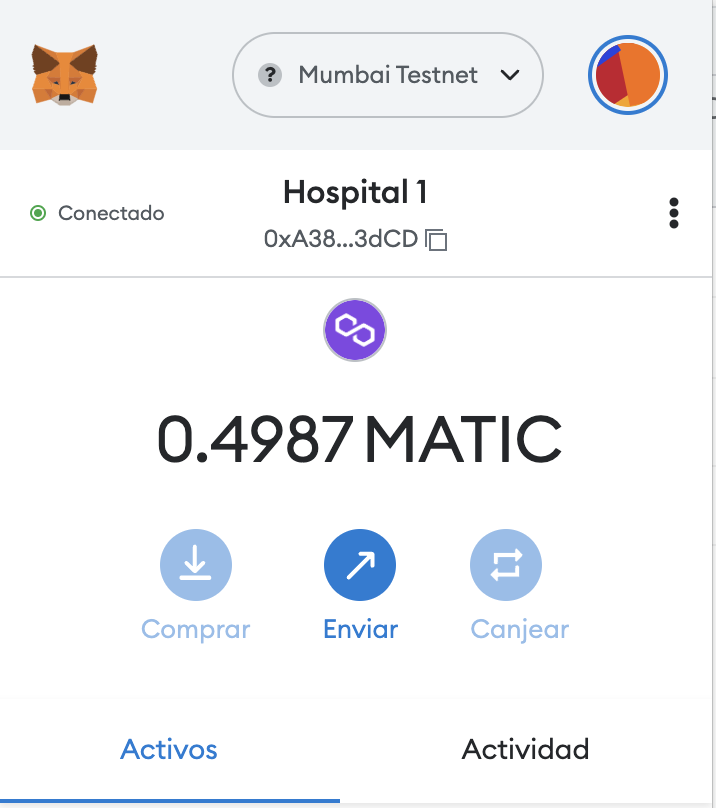 ? Mumbai Testnet
Hospital 1
Conectado
0xA38...3dCD
0.4987 MATIC
Comprar Enviar Canjear
Activos Actividad